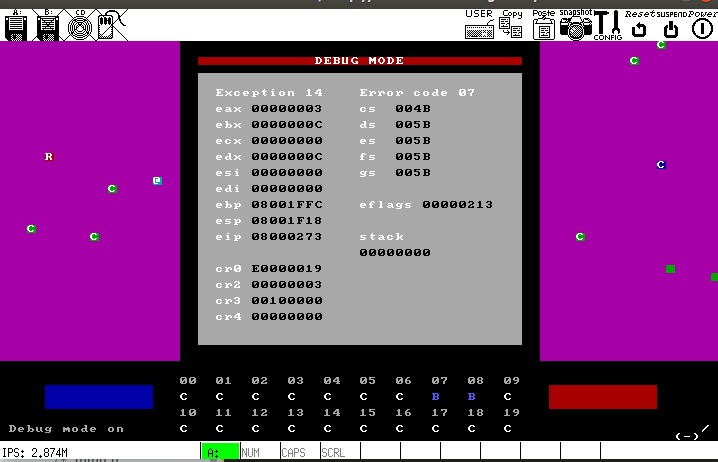 A: B: CD USER Copy Paste Snapshot CONFIG Reset SUSPEND Power
DEBUG MODE
Exception 14 Error code 07
eax 00000003 cs 004B
ebx 0000000C ds 005B
ecx 00000000 es 005B
edx 0000000C fs 005B
esi 00000000 gs 005B
edi 00000000
ebp 08001FFC eflags 00000213
esp 08001F18
eip 08000273 stack
00000000
cr0 E0000019
cr2 00000003
cr3 00100000
cr4 00000000
R
C
C
C
C
C
C
C
C
00 01 02 03 04 05 06 07 08 09
C C C C C C C B B C
10 11 12 13 14 15 16 17 18 19
Debug mode on C C C C C C C C C C
(-)/
IPS: 2.874M A: NUM CAPS SCRL